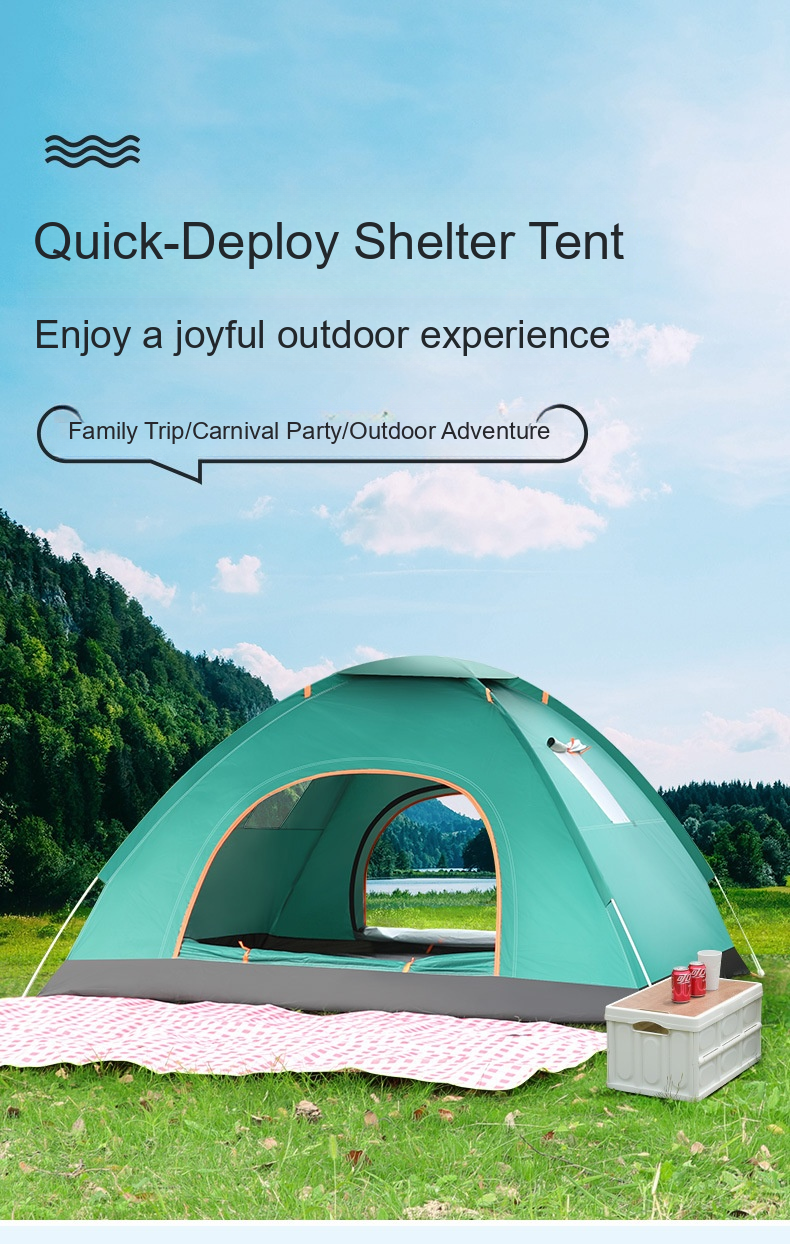 Quick-Deploy Shelter Tent
Enjoy a joyful outdoor experience
Family Trip/Carnival Party/Outdoor Adventure